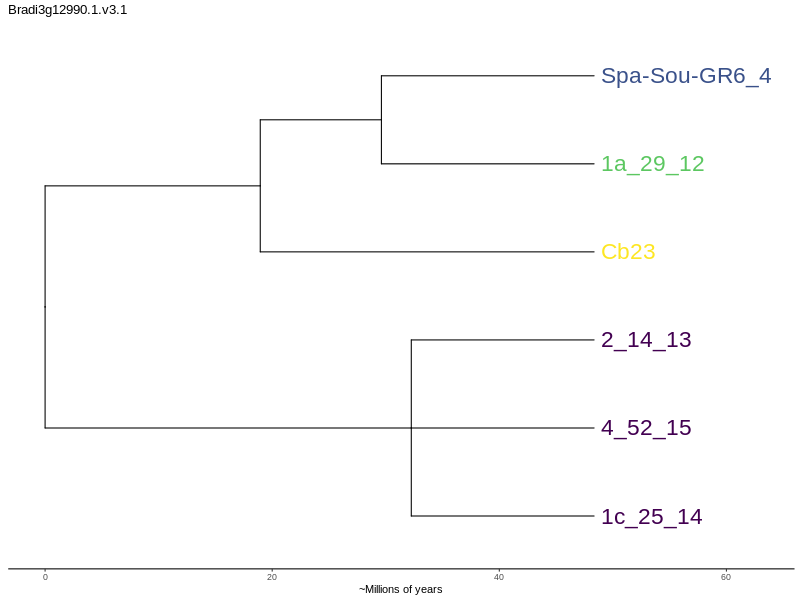 Bradi3g12990.1.v3.1
Spa-Sou-GR6_4
1a_29_12
Cb23
2_14_13
4_52_15
1c_25_14
0 20 40 60
~Millions of years